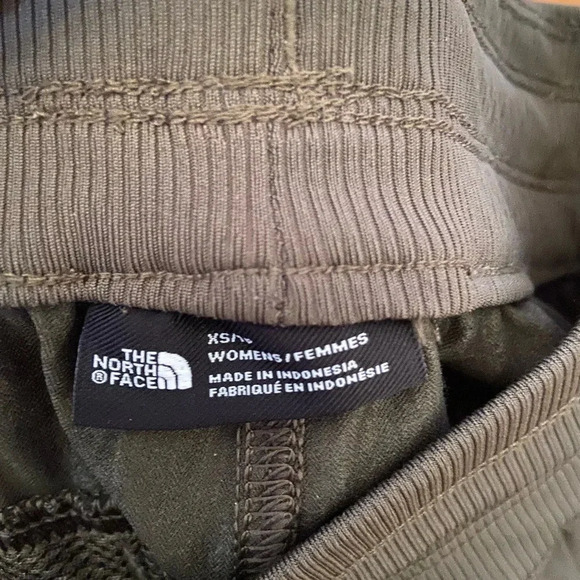 THE
NORTH
FACE
®
WOMENS / FEMMES
MADE IN INDONESIA
FABRIQUÉ EN INDONÉSIE